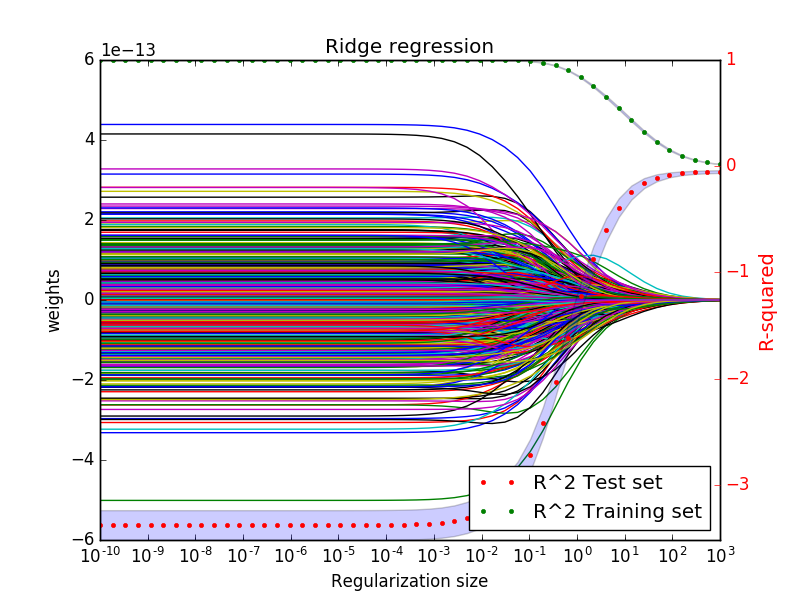 Ridge regression
1e−13
6
4
2
0
−2
−4
−6
weights
1
0
−1
−2
−3
R-squared
R^2 Test set
R^2 Training set
10^-10 10^-9 10^-8 10^-7 10^-6 10^-5 10^-4 10^-3 10^-2 10^-1 10^0 10^1 10^2 10^3
Regularization size